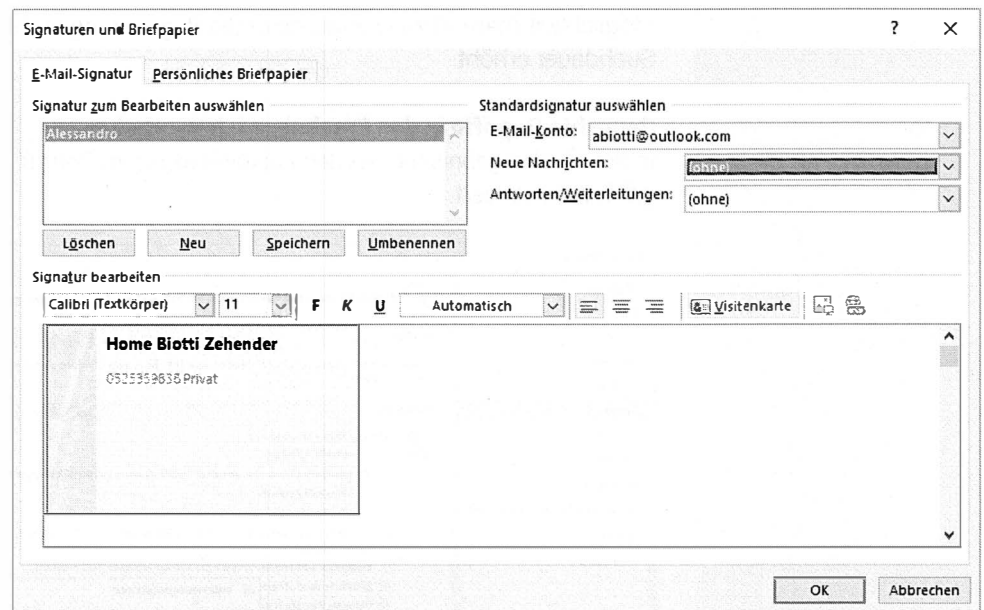 Signaturen und Briefpapier
E-Mail-Signatur Persönliches Briefpapier
Signatur zum Bearbeiten auswählen
Alessandro
Löschen Neu Speichern Umbenennen
Standardsignatur auswählen
E-Mail-Konto: abiotti@outlook.com
Neue Nachrichten: (ohne)
Antworten/Weiterleitungen: (ohne)
Signatur bearbeiten
Calibri (Textkörper) 11 F K U Automatisch Visitenkarte
Home Biotti Zehender
Privat
OK Abbrechen